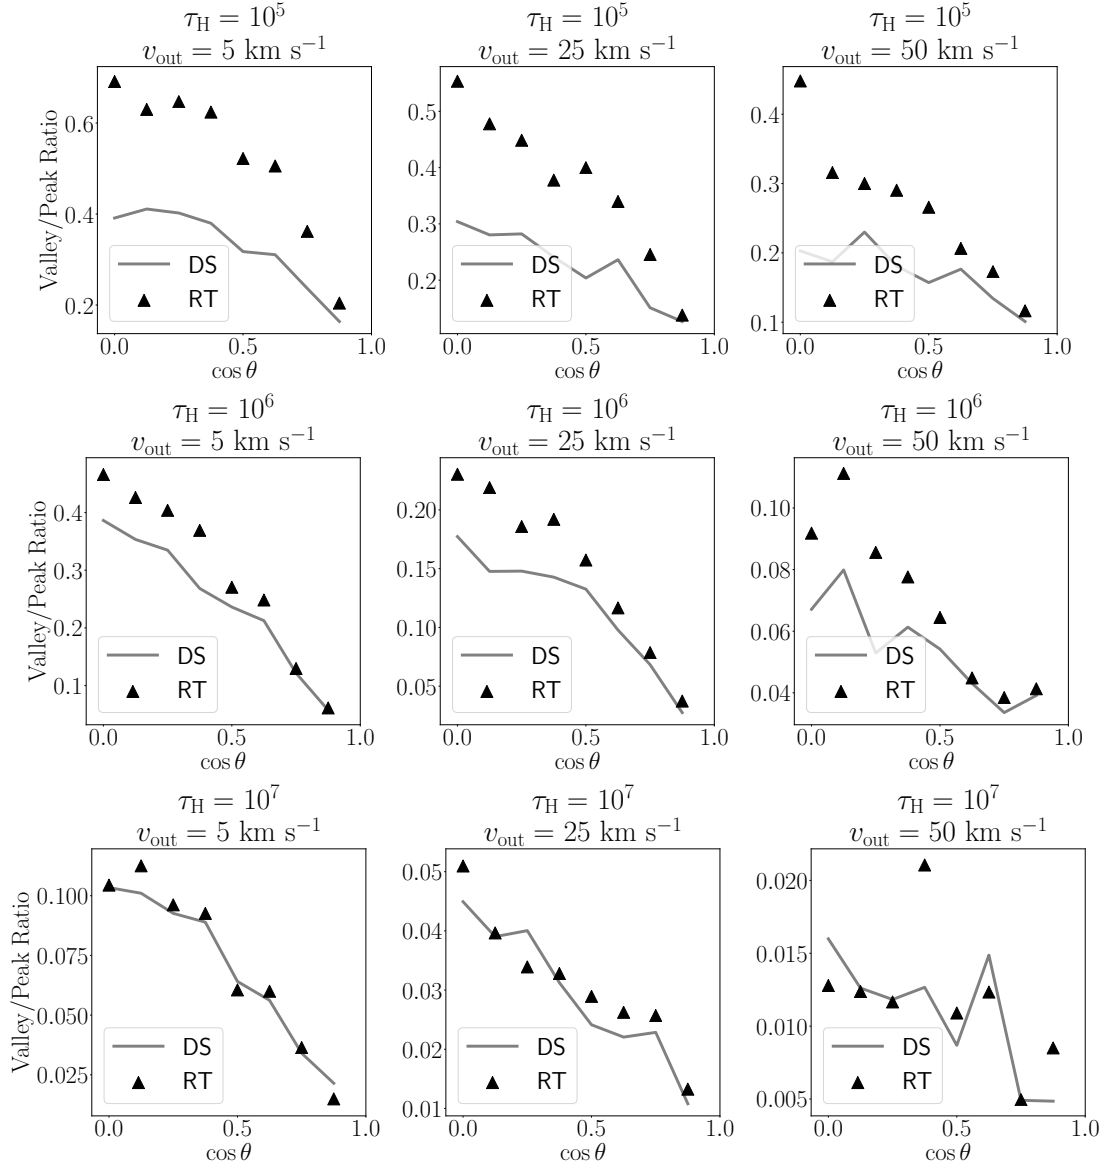 τH = 10^5
vout = 5 km s−1
Valley/Peak Ratio
0.6
0.4
0.2
DS
RT
0.0
0.5
1.0
cos θ
τH = 10^5
vout = 25 km s−1
0.5
0.4
0.3
0.2
DS
RT
0.0
0.5
1.0
cos θ
τH = 10^5
vout = 50 km s−1
0.4
0.3
0.2
0.1
DS
RT
0.0
0.5
1.0
cos θ
τH = 10^6
vout = 5 km s−1
Valley/Peak Ratio
0.4
0.3
0.2
0.1
DS
RT
0.0
0.5
1.0
cos θ
τH = 10^6
vout = 25 km s−1
0.20
0.15
0.10
0.05
DS
RT
0.0
0.5
1.0
cos θ
τH = 10^6
vout = 50 km s−1
0.10
0.08
0.06
0.04
DS
RT
0.0
0.5
1.0
cos θ
τH = 10^7
vout = 5 km s−1
Valley/Peak Ratio
0.100
0.075
0.050
0.025
DS
RT
0.0
0.5
1.0
cos θ
τH = 10^7
vout = 25 km s−1
0.05
0.04
0.03
0.02
0.01
DS
RT
0.0
0.5
1.0
cos θ
τH = 10^7
vout = 50 km s−1
0.020
0.015
0.010
0.005
DS
RT
0.0
0.5
1.0
cos θ